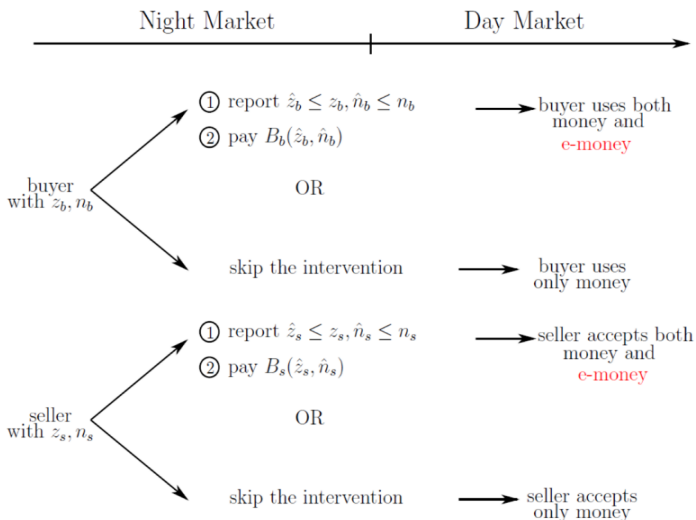 Night Market
Day Market
① report ẑ_b ≤ z_b, n̂_b ≤ n_b
② pay B_b(ẑ_b, n̂_b)
buyer uses both
money and
e-money
buyer
with z_b, n_b
OR
skip the intervention
buyer uses
only money
① report ẑ_s ≤ z_s, n̂_s ≤ n_s
② pay B_s(ẑ_s, n̂_s)
seller accepts both
money and
e-money
seller
with z_s, n_s
OR
skip the intervention
seller accepts
only money